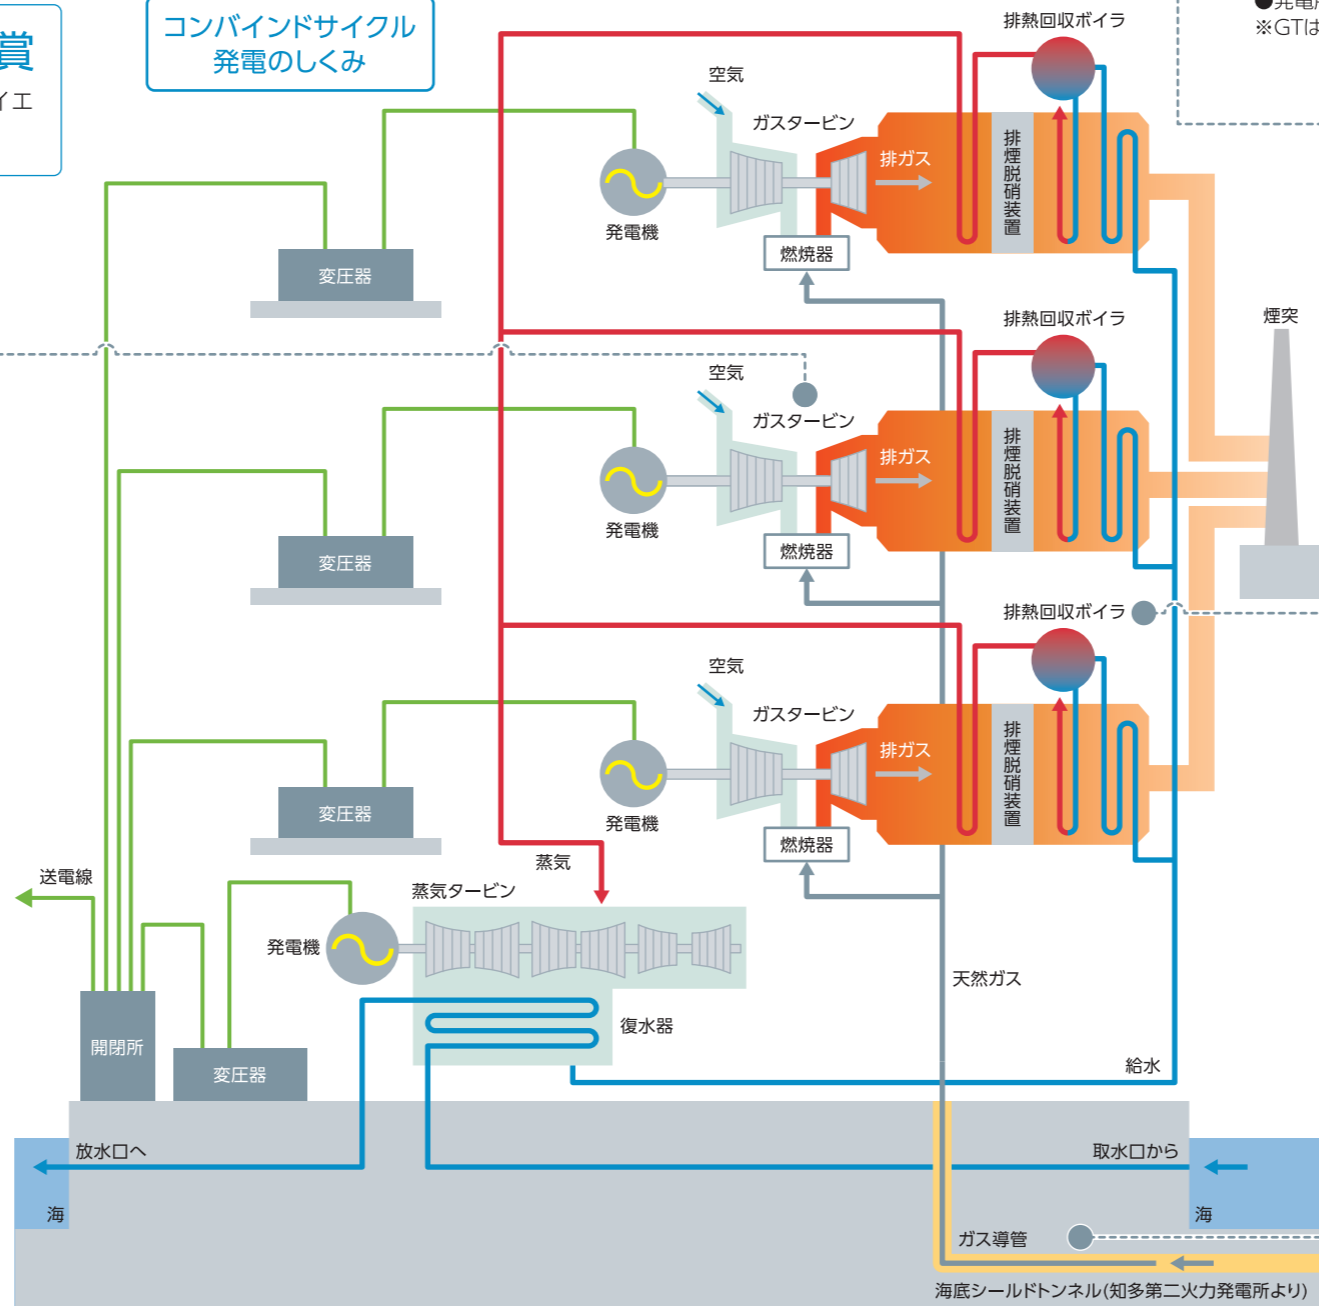 賞
イエ
コンバインドサイクル
発電のしくみ
※GTは
排熱回収ボイラ
空気
ガスタービン
排ガス
排煙脱硝装置
発電機
燃焼器
変圧器
排熱回収ボイラ
煙突
空気
ガスタービン
排ガス
排煙脱硝装置
発電機
燃焼器
変圧器
排熱回収ボイラ
空気
ガスタービン
排ガス
排煙脱硝装置
発電機
燃焼器
変圧器
蒸気
送電線
蒸気タービン
発電機
天然ガス
復水器
開閉所
変圧器
給水
放水口へ
取水口から
海
海
ガス導管
海底シールドトンネル(知多第二火力発電所より)